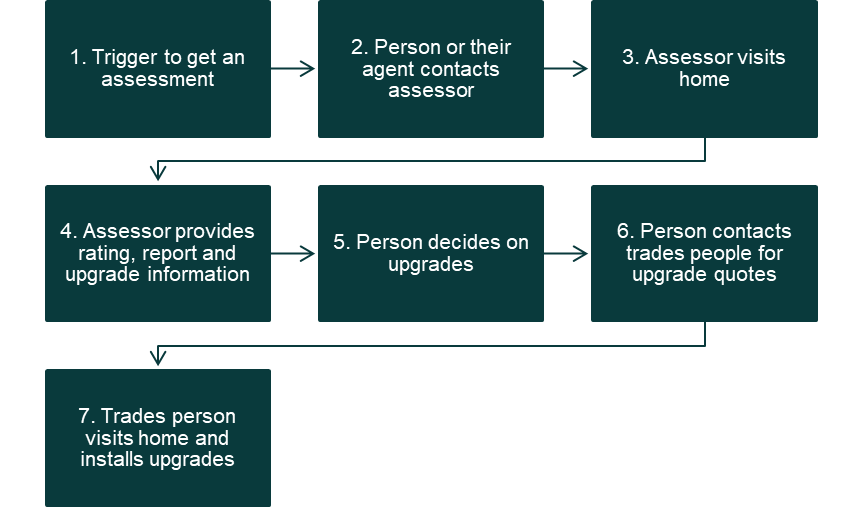 1. Trigger to get an
assessment
2. Person or their
agent contacts
assessor
3. Assessor visits
home
4. Assessor provides
rating, report and
upgrade information
5. Person decides on
upgrades
6. Person contacts
trades people for
upgrade quotes
7. Trades person
visits home and
installs upgrades